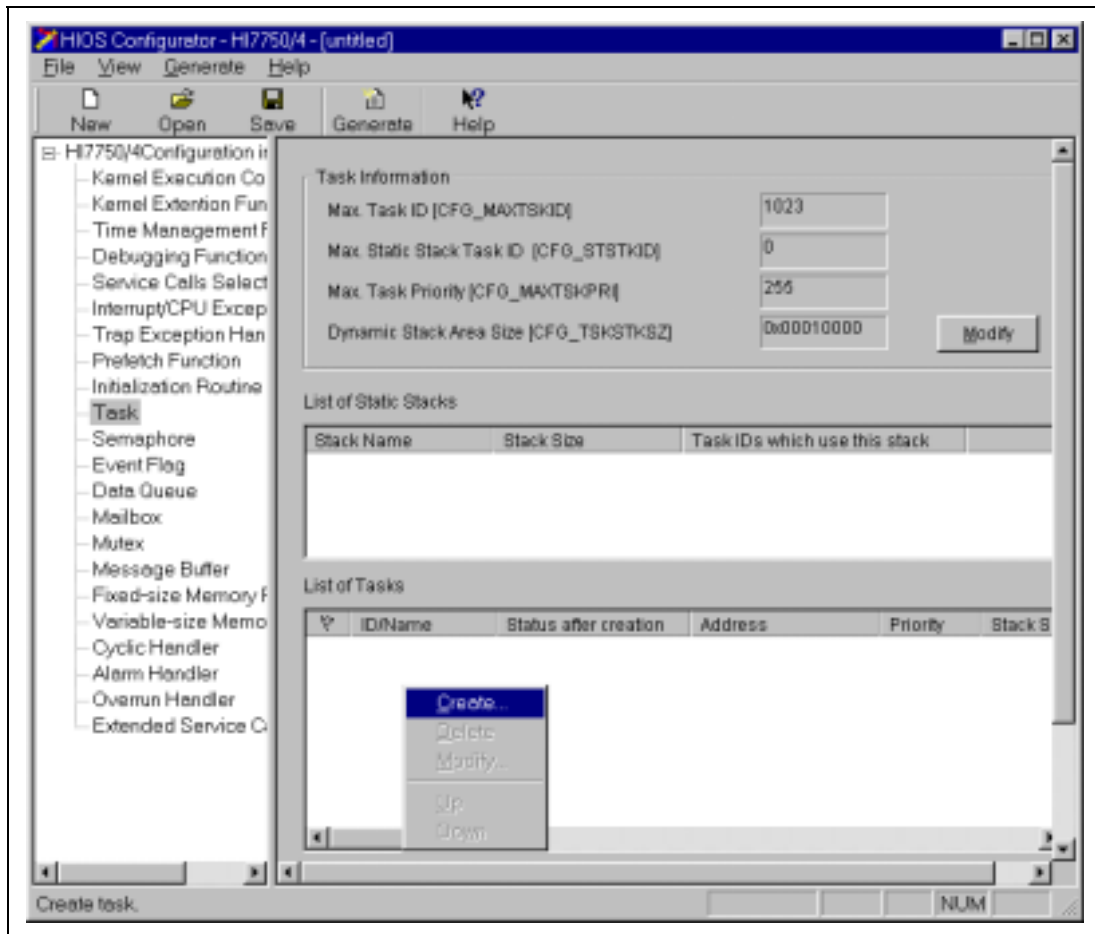 HIOS Configurator - HI7750/4 - [untitled]
File View Generate Help
New Open Save Generate Help
HI7750/4Configuration in
Kernel Execution Co
Kernel Extention Fun
Time Management F
Debugging Function
Service Calls Select
Interrupt/CPU Excep
Trap Exception Han
Prefetch Function
Initialization Routine
Task
Semaphore
Event Flag
Data Queue
Mailbox
Mutex
Message Buffer
Fixed-size Memory P
Variable-size Memo
Cyclic Handler
Alarm Handler
Overrun Handler
Extended Service Ca
Task Information
Max. Task ID [CFG_MAXTSKID] 1023
Max. Static Stack Task ID [CFG_STSTKID] 0
Max. Task Priority [CFG_MAXTSKPRI] 255
Dynamic Stack Area Size [CFG_TSKSTKSZ] 0x00010000 Modify
List of Static Stacks
Stack Name Stack Size Task IDs which use this stack
List of Tasks
ID/Name Status after creation Address Priority Stack S
Create...
Delete
Modify...
Up
Down
Create task. NUM